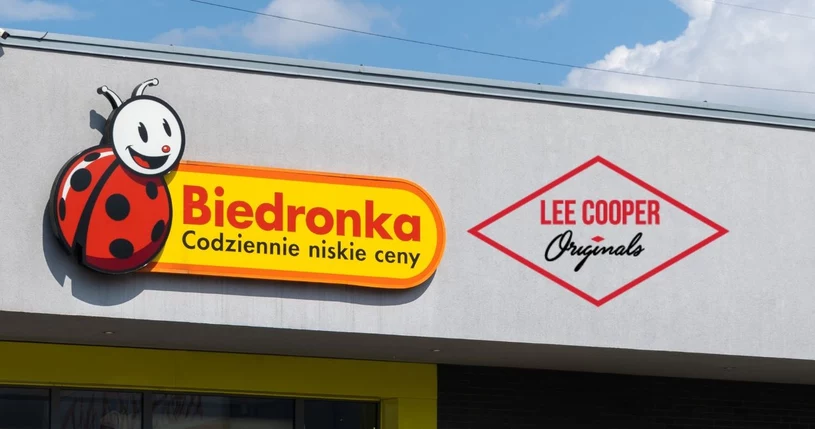 Biedronka
Codziennie niskie ceny
LEE COOPER
Originals